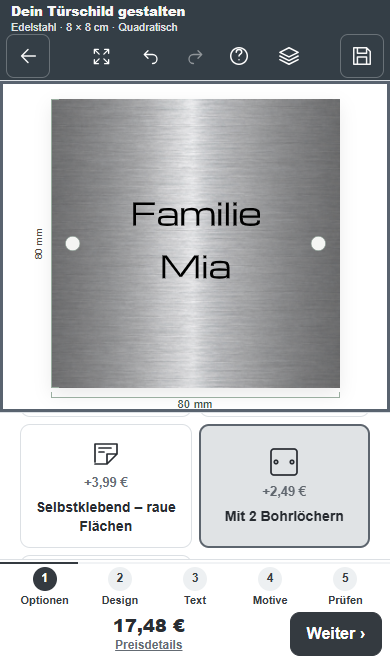 Dein Türschild gestalten
Edelstahl · 8 × 8 cm · Quadratisch
Familie
Mia
80 mm
80 mm
+3,99 €
Selbstklebend – raue
Flächen
+2,49 €
Mit 2 Bohrlöchern
1
Optionen
2
Design
3
Text
4
Motive
5
Prüfen
17,48 €
Preisdetails
Weiter ›